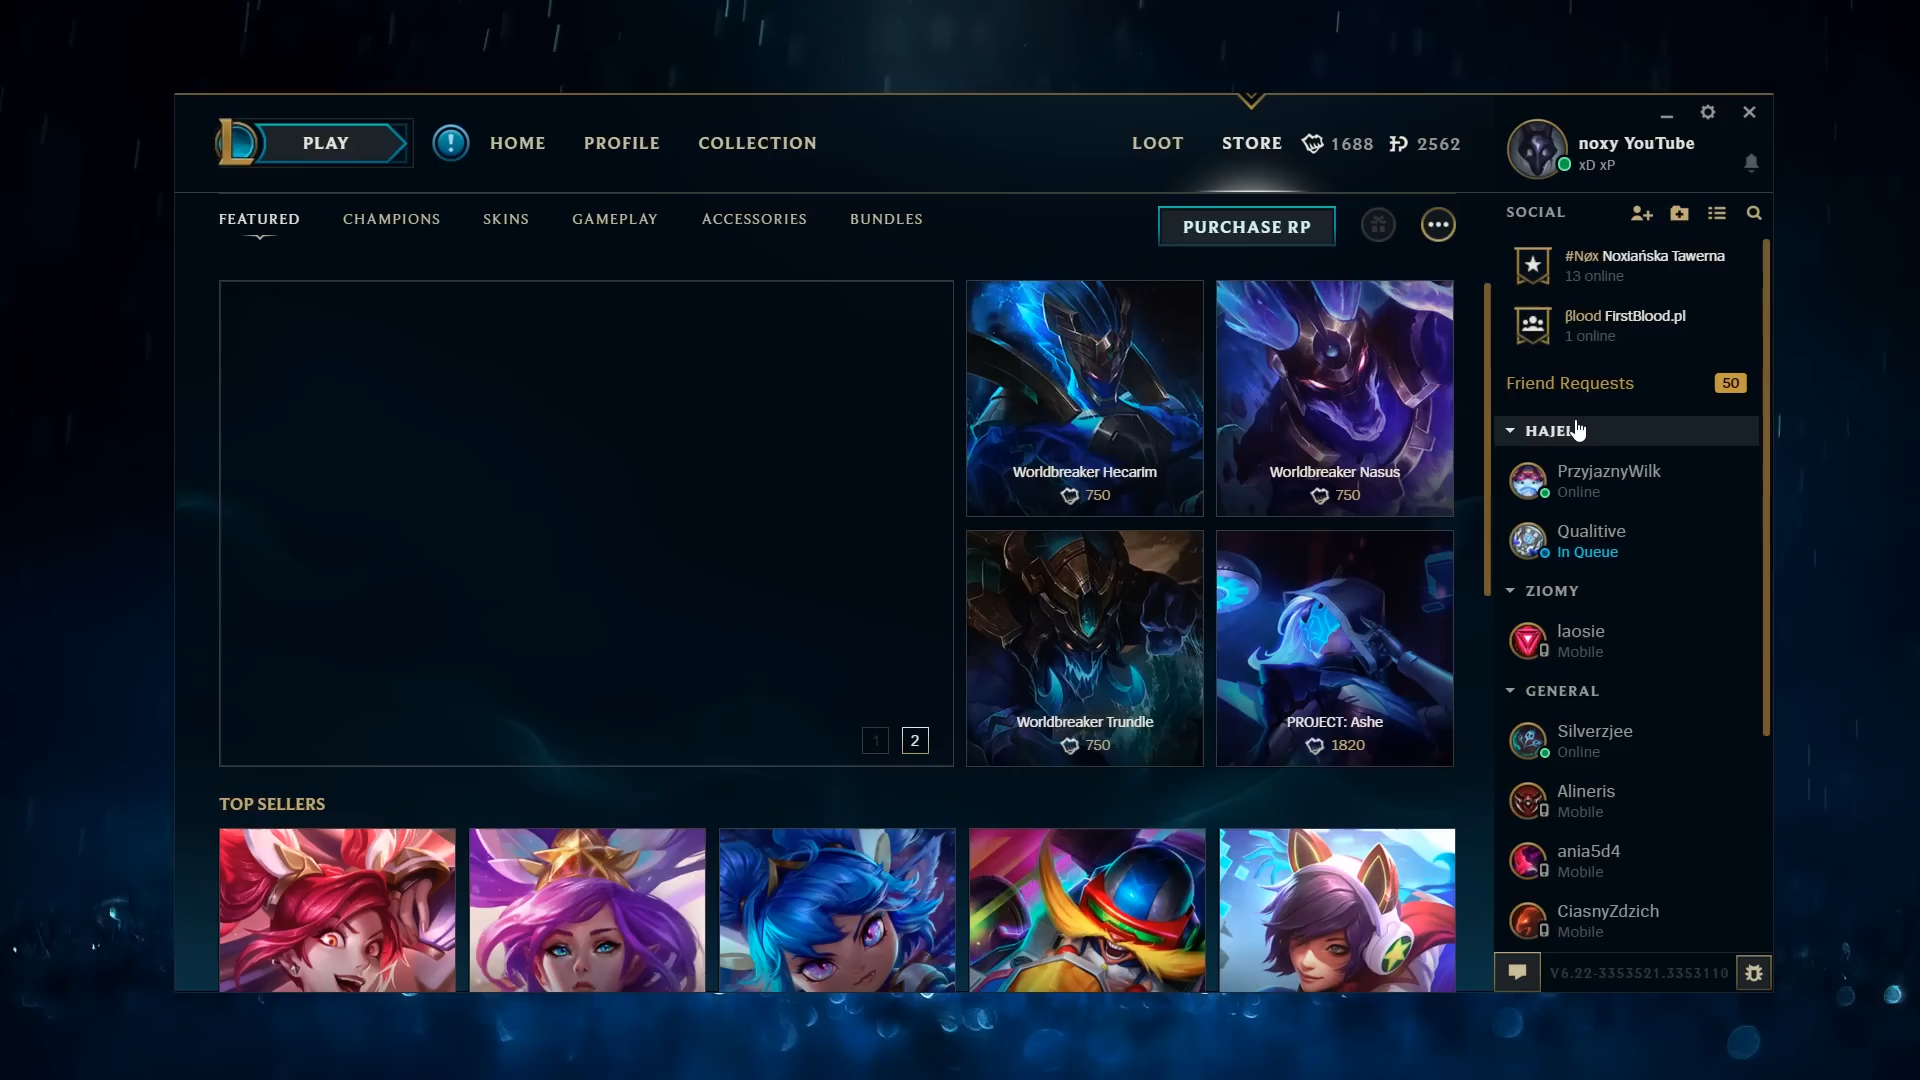 PLAY
HOME
PROFILE
COLLECTION
LOOT
STORE
1688
2562
noxy YouTube
xD xP
FEATURED
CHAMPIONS
SKINS
GAMEPLAY
ACCESSORIES
BUNDLES
PURCHASE RP
SOCIAL
#Nøx Noxiańska Tawerna
13 online
βlood FirstBlood.pl
1 online
Friend Requests
50
PrzyjaznyWilk
Online
Qualitive
In Queue
ZIOMY
laosie
Mobile
GENERAL
Silverzjee
Online
Alineris
Mobile
ania5d4
Mobile
CiasnyZdzich
Mobile
V6.22-3353521.3353110
Worldbreaker Hecarim
750
Worldbreaker Nasus
750
Worldbreaker Trundle
750
PROJECT: Ashe
1820
1
2
TOP SELLERS